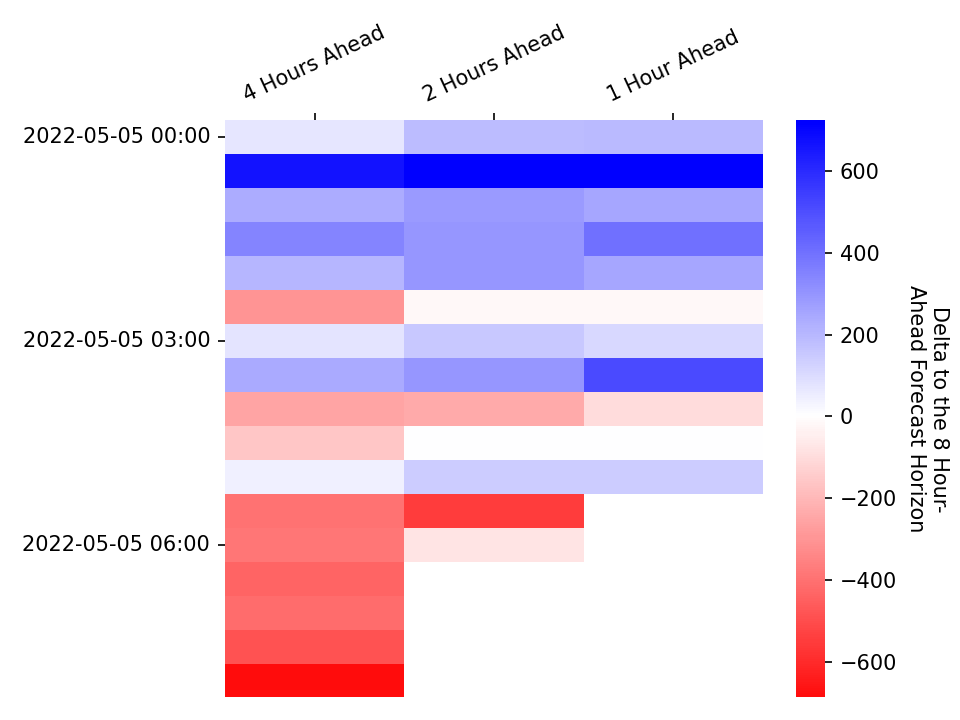 4 Hours Ahead
2 Hours Ahead
1 Hour Ahead
2022-05-05 00:00
2022-05-05 03:00
2022-05-05 06:00
600
400
200
0
−200
−400
−600
Delta to the 8 Hour-
Ahead Forecast Horizon